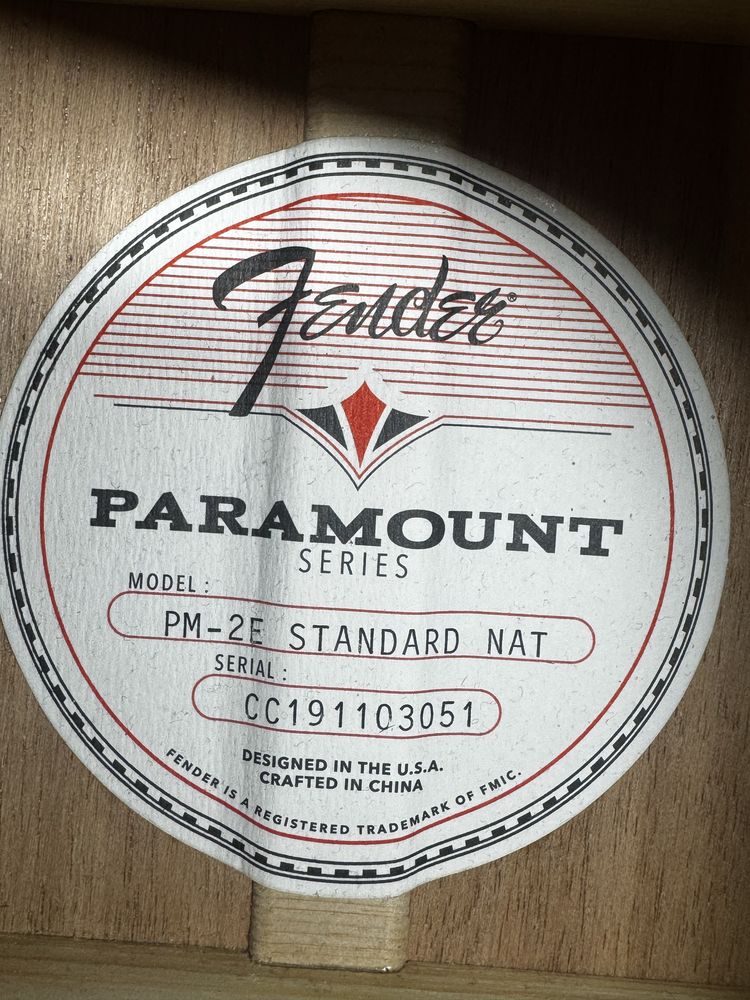 Fender®
PARAMOUNT
SERIES
MODEL:
PM-2E STANDARD NAT
SERIAL:
CC191103051
DESIGNED IN THE U.S.A.
CRAFTED IN CHINA
FENDER IS A REGISTERED TRADEMARK OF FMIC.